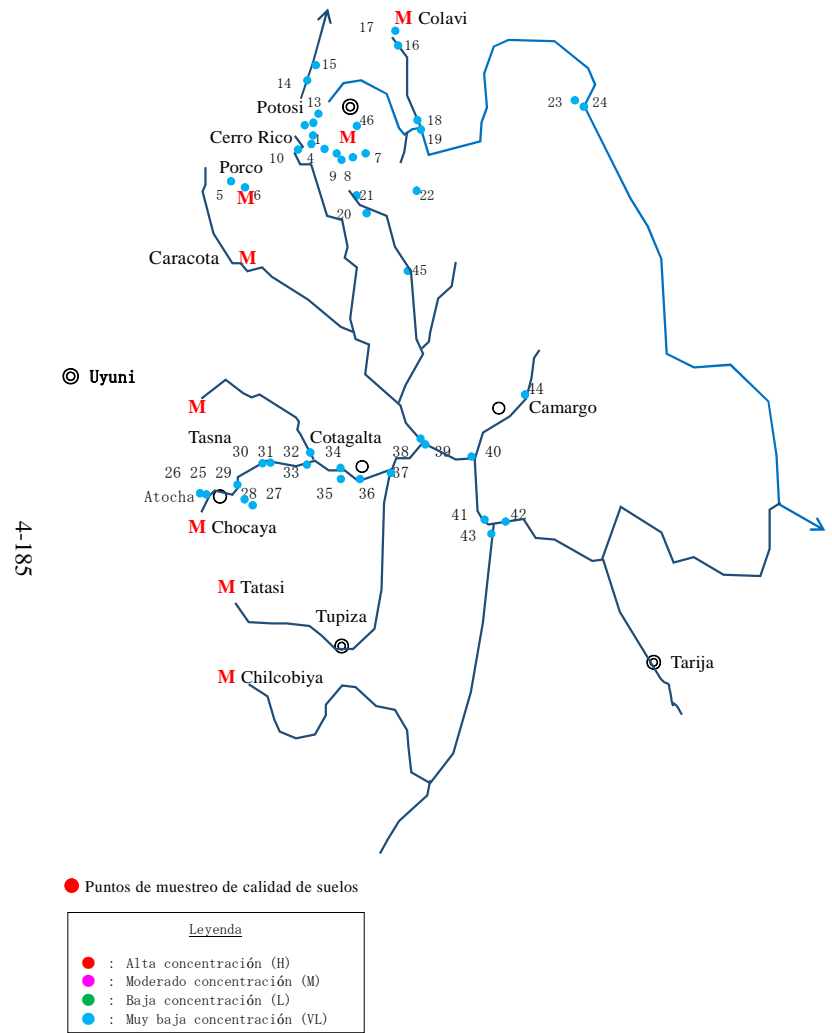 17 M Colavi
16
15
14
13
Potosi
46
23 24
18
Cerro Rico 1 M
19
10 4 7
9 8
Porco
5 6
M
21
22
20
Caracota M
45
Uyuni
M
44
Camargo
Tasna Cotagalta
30 31 32 34 38 39 40
33 37
26 25 29
35 36
Atocha 28 27
M Chocaya
41 42
43
4-185
M Tatasi
Tupiza
Tarija
M Chilcobiya
Puntos de muestreo de calidad de suelos
Leyenda
: Alta concentración (H)
: Moderado concentración (M)
: Baja concentración (L)
: Muy baja concentración (VL)